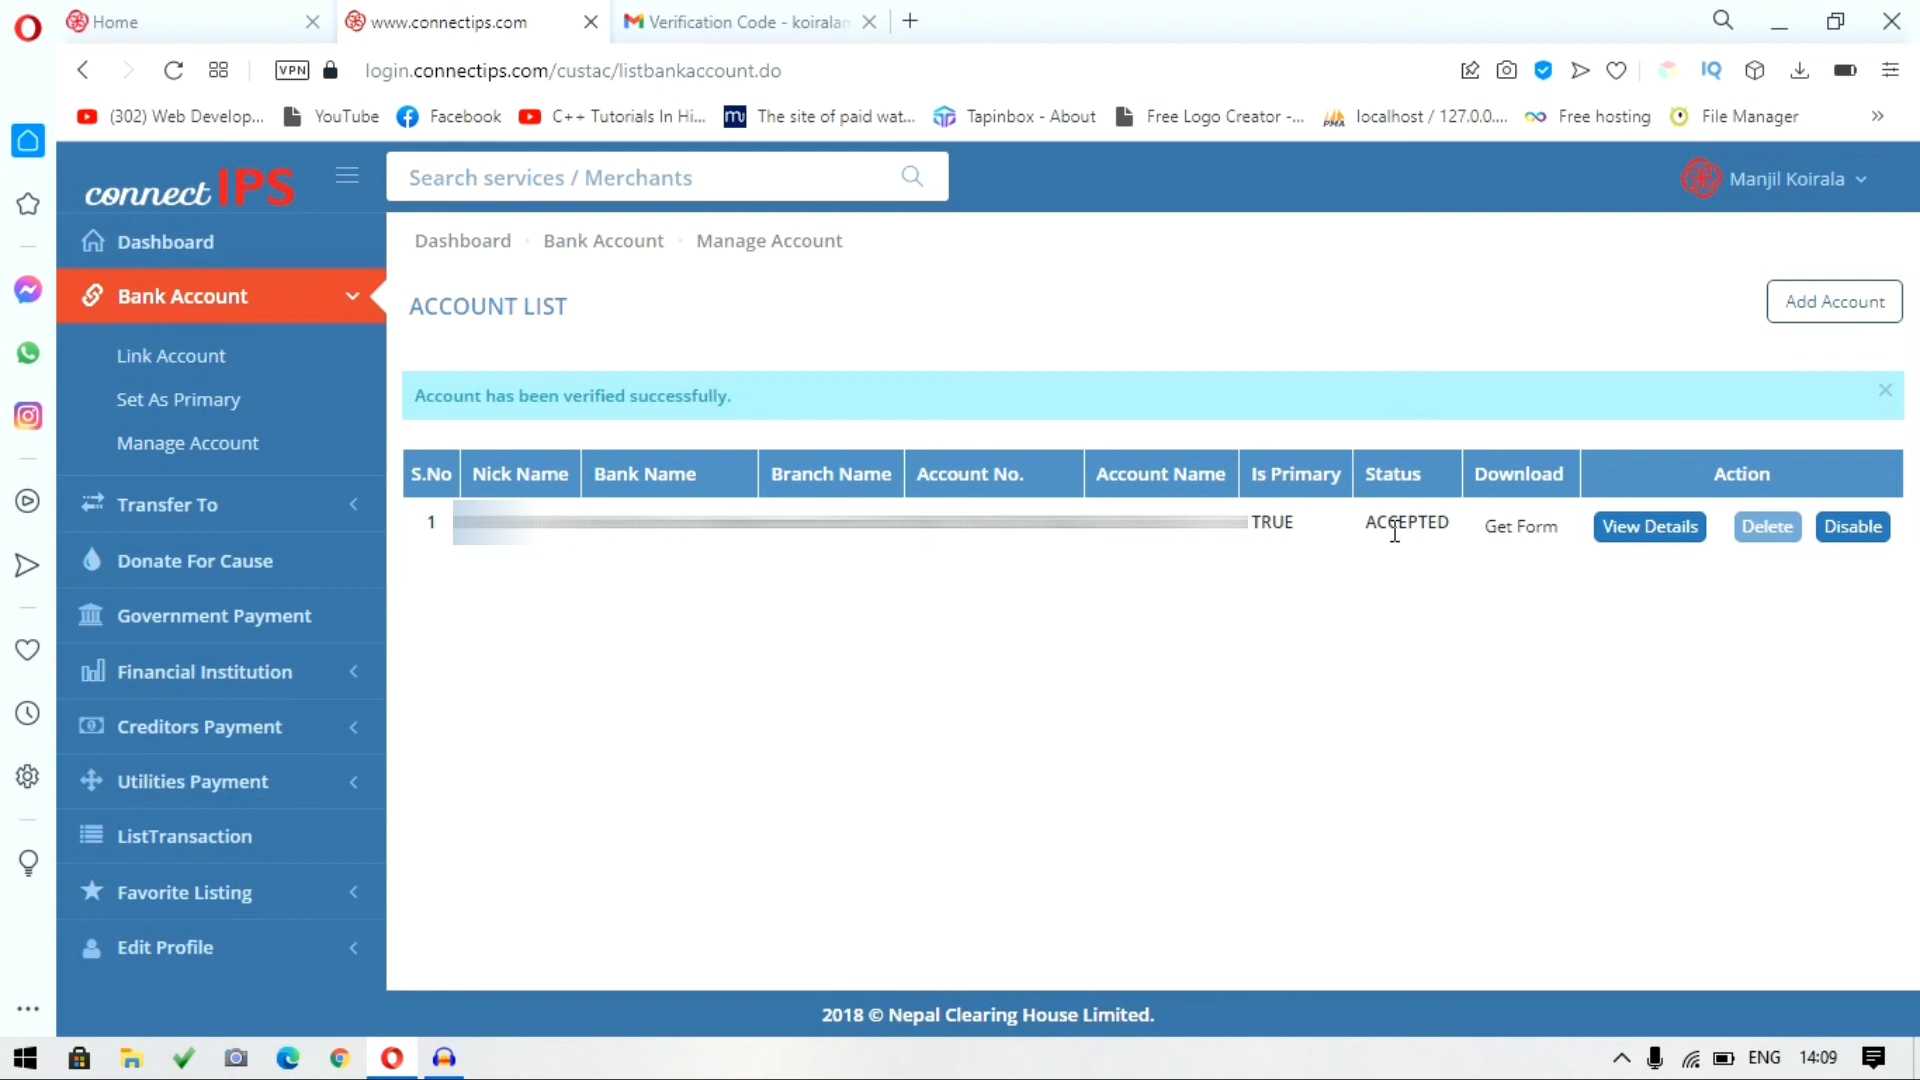 Home
www.connectips.com
Verification Code - koiralan
VPN
login.connectips.com/custac/listbankaccount.do
IQ
(302) Web Develop...
YouTube
Facebook
C++ Tutorials In Hi...
The site of paid wat...
Tapinbox - About
Free Logo Creator -...
localhost / 127.0.0....
Free hosting
File Manager
connect IPS
Search services / Merchants
Manjil Koirala
Dashboard
Bank Account
Link Account
Set As Primary
Manage Account
Transfer To
Donate For Cause
Government Payment
Financial Institution
Creditors Payment
Utilities Payment
ListTransaction
Favorite Listing
Edit Profile
Dashboard Bank Account Manage Account
ACCOUNT LIST
Add Account
Account has been verified successfully.
S.No Nick Name Bank Name Branch Name Account No. Account Name Is Primary Status Download Action
1 TRUE ACCEPTED Get Form View Details Delete Disable
2018 © Nepal Clearing House Limited.
ENG 14:09